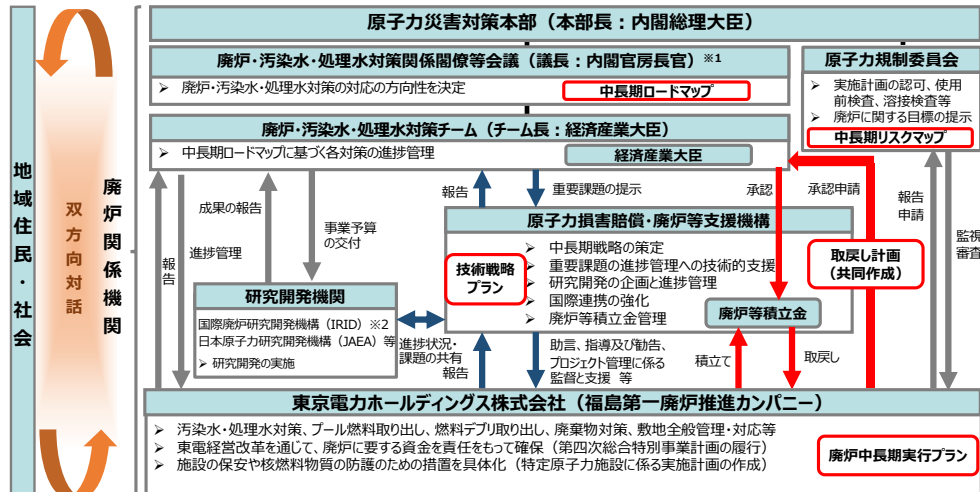 地域住民・社会
双方向対話
廃炉関係機関
原子力災害対策本部（本部長：内閣総理大臣）
廃炉・汚染水・処理水対策関係閣僚等会議（議長：内閣官房長官）※1
➢ 廃炉・汚染水・処理水対策の対応の方向性を決定
中長期ロードマップ
原子力規制委員会
➢ 実施計画の認可、使用
前検査、溶接検査等
➢ 廃炉に関する目標の提示
中長期リスクマップ
廃炉・汚染水・処理水対策チーム（チーム長：経済産業大臣）
➢ 中長期ロードマップに基づく各対策の進捗管理
経済産業大臣
報告
進捗管理
成果の報告
事業予算
の交付
報告
重要課題の提示
承認
承認申請
報告
申請
監視
審査
原子力損害賠償・廃炉等支援機構
➢ 中長期戦略の策定
➢ 重要課題の進捗管理への技術的支援
➢ 研究開発の企画と進捗管理
➢ 国際連携の強化
➢ 廃炉等積立金管理
技術戦略
プラン
取戻し計画
（共同作成）
廃炉等積立金
研究開発機関
国際廃炉研究開発機構（IRID）※2
日本原子力研究開発機構（JAEA）等
➢ 研究開発の実施
進捗状況・
課題の共有
報告
助言、指導及び勧告、
プロジェクト管理に係る
監督と支援 等
積立て
取戻し
東京電力ホールディングス株式会社（福島第一廃炉推進カンパニー）
➢ 汚染水・処理水対策、プール燃料取り出し、燃料デブリ取り出し、廃棄物対策、敷地全般管理・対応等
➢ 東電経営改革を通じて、廃炉に要する資金を責任をもって確保（第四次総合特別事業計画の履行）
➢ 施設の保安や核燃料物質の防護のための措置を具体化（特定原子力施設に係る実施計画の作成）
廃炉中長期実行プラン